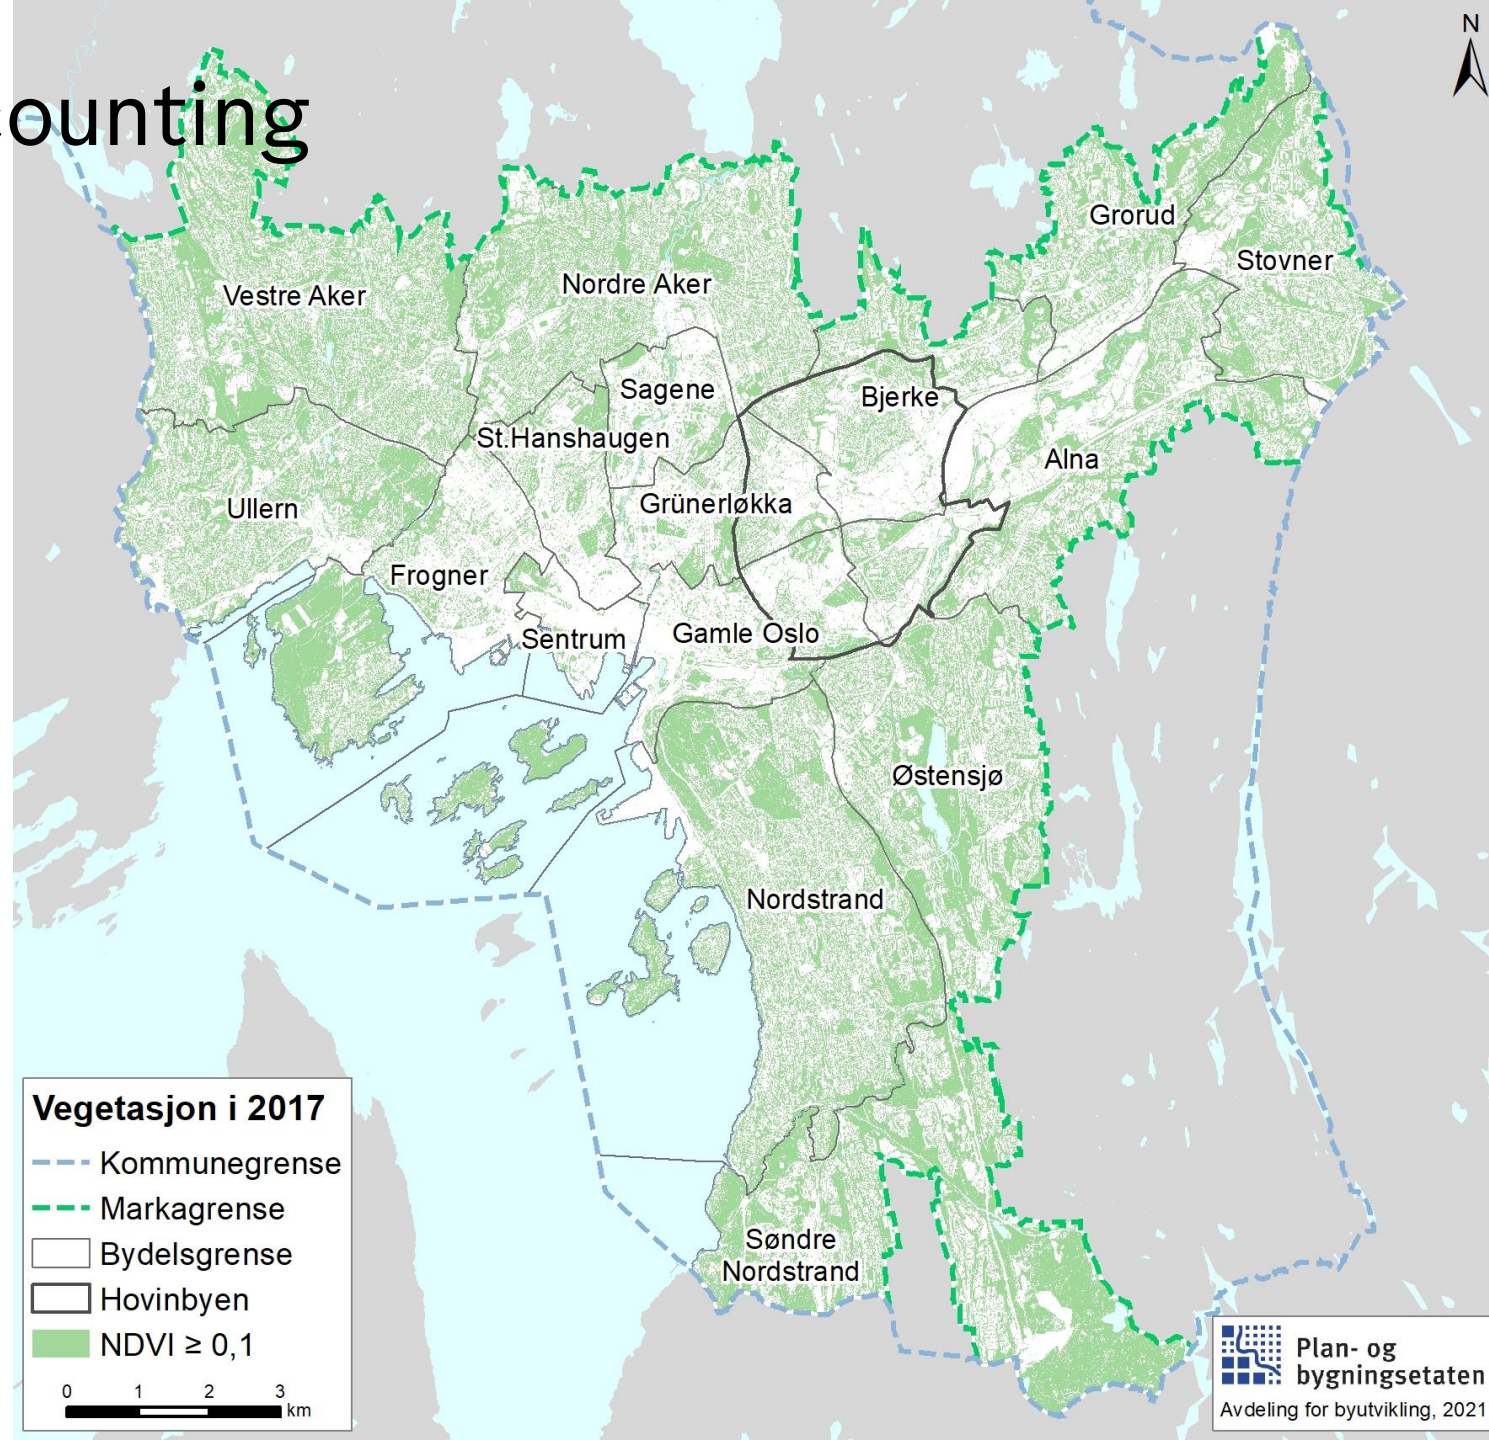 N
ounting
Grorud
Stovner
Nordre Aker
Vestre Aker
Sagene
Bjerke
St.Hanshaugen
Alna
Grünerløkka
Ullern
Frogner
Sentrum
Gamle Oslo
Østensjø
Nordstrand
Søndre
Nordstrand
Vegetasjon i 2017
Kommunegrense
Markagrense
Bydelsgrense
Hovinbyen
NDVI ≥ 0,1
0 1 2 3
km
Plan- og
bygningsetaten
Avdeling for byutvikling, 2021